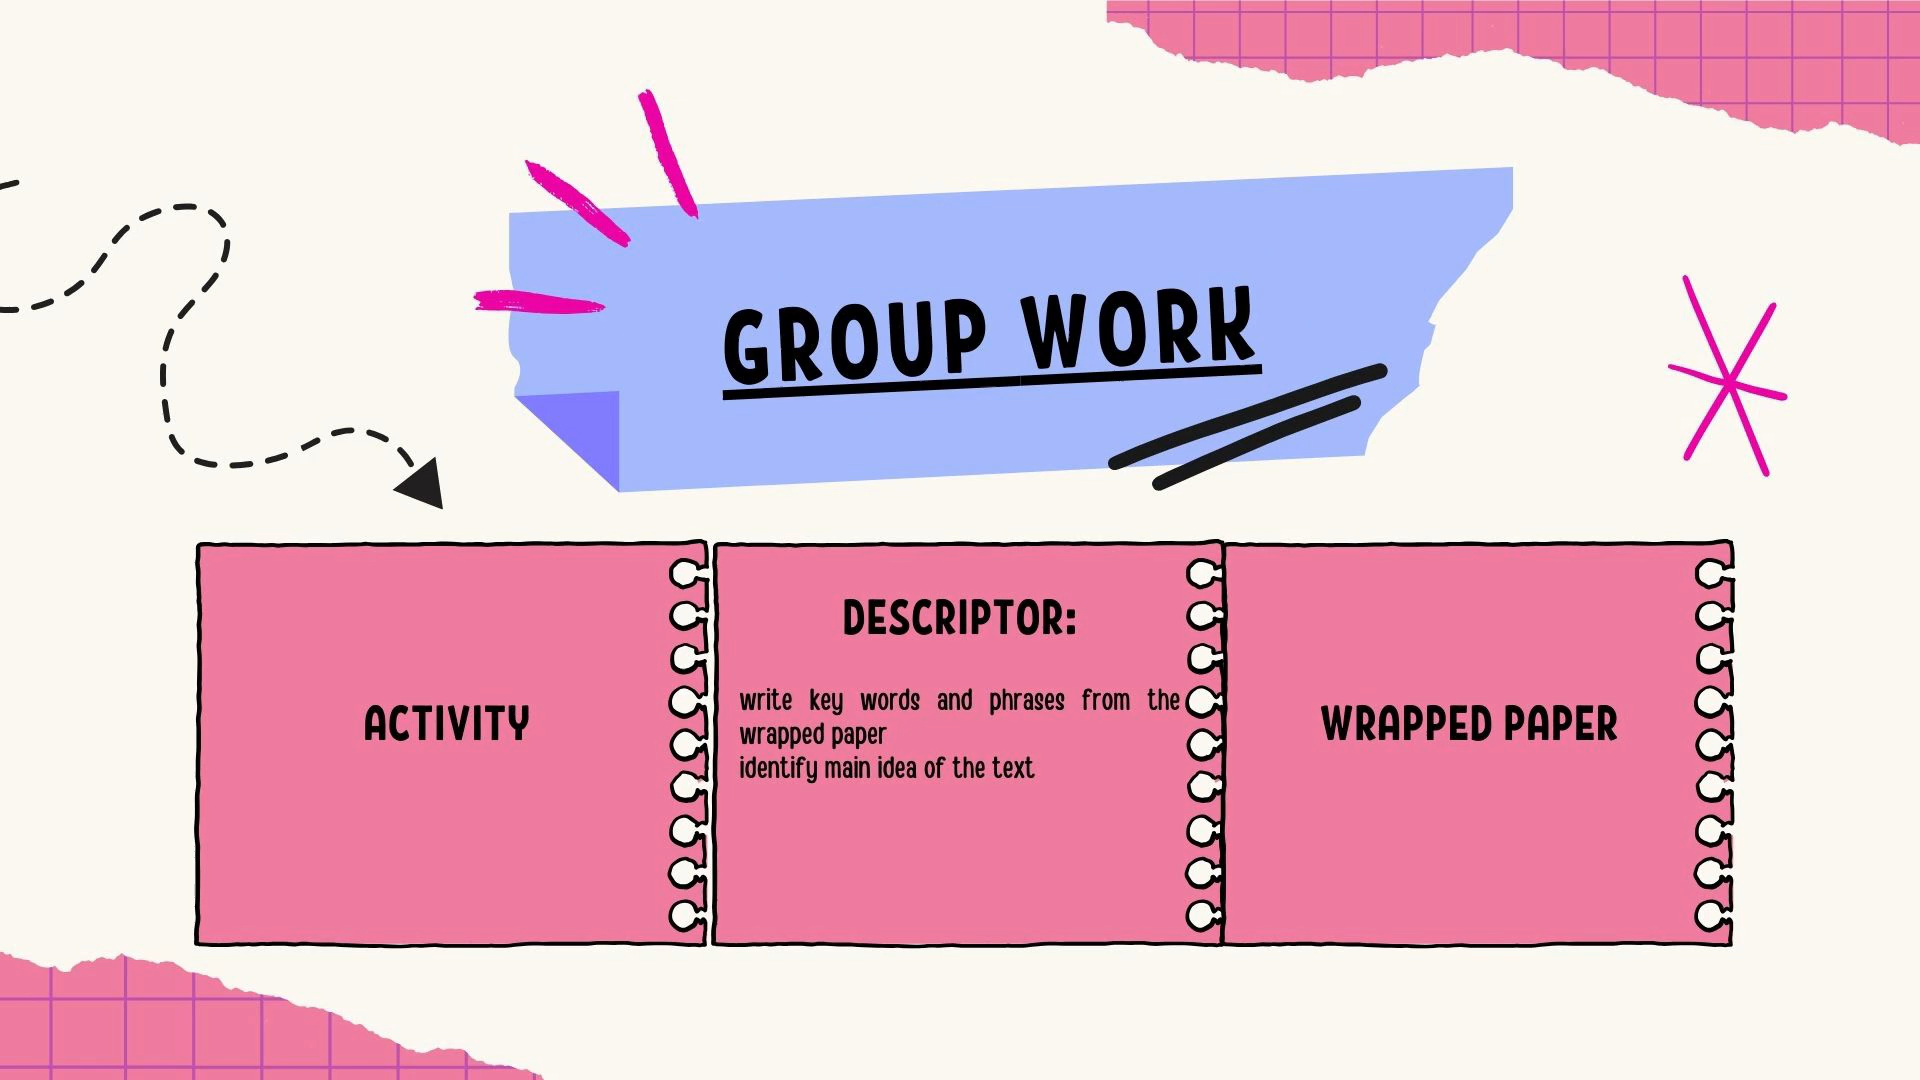 GROUP WORK
ACTIVITY
DESCRIPTOR:
write key words and phrases from the
wrapped paper
identify main idea of the text
WRAPPED PAPER